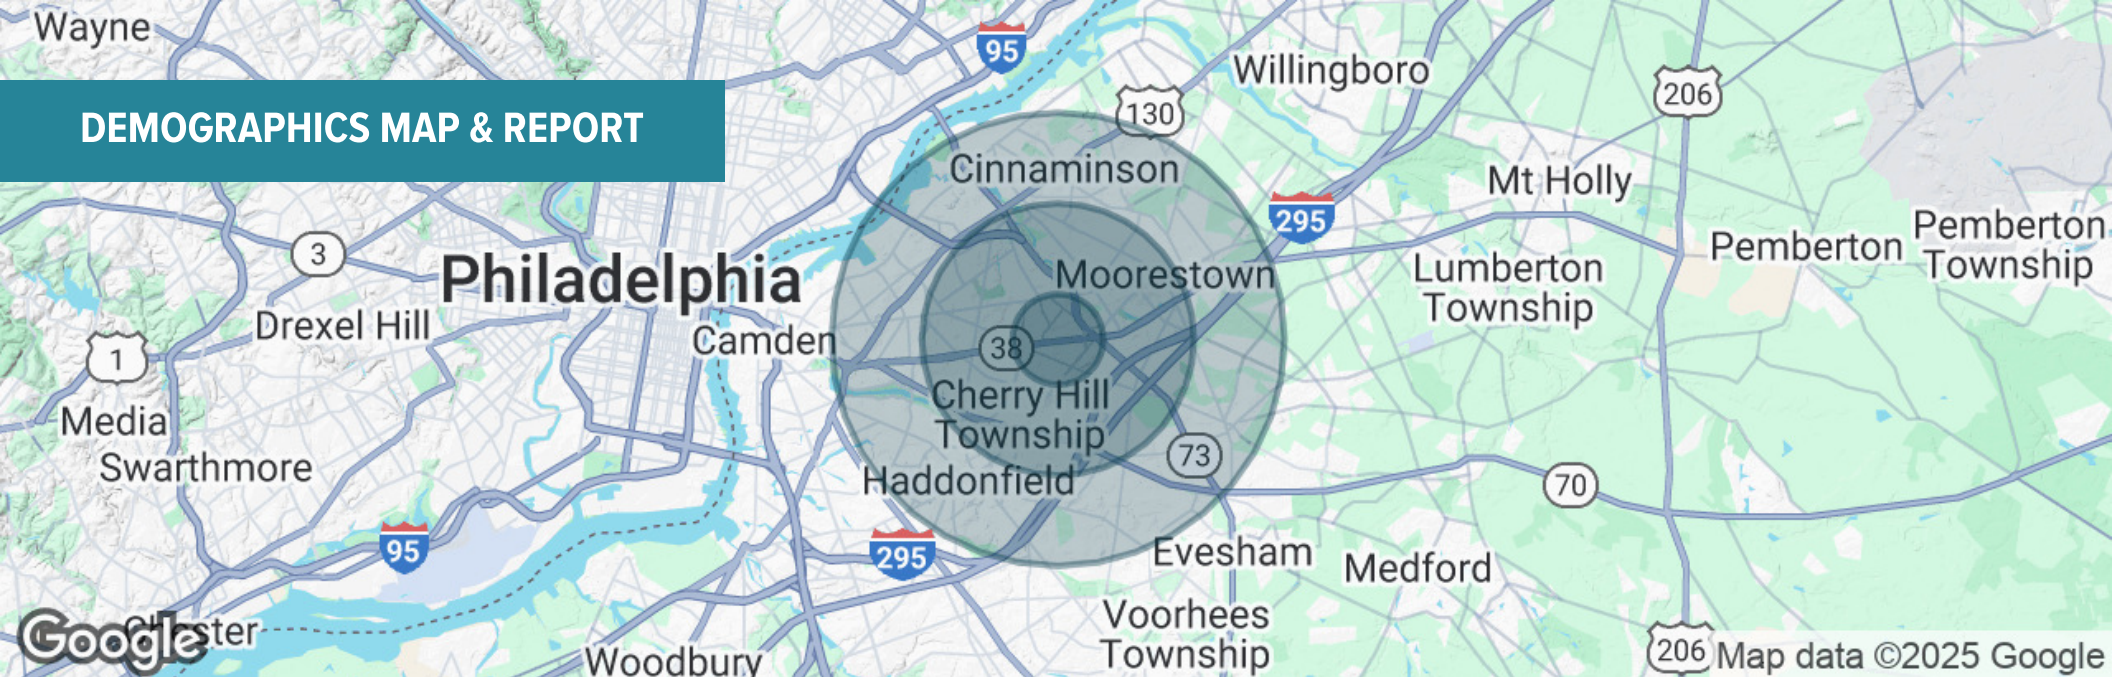 Wayne
95
Willingboro
130
206
DEMOGRAPHICS MAP & REPORT
Cinnaminson
Mt Holly
295
3
Pemberton
Pemberton
Township
Philadelphia
Moorestown
Lumberton
Township
Drexel Hill
Camden
1
38
Cherry Hill
Township
Media
73
Swarthmore
Haddonfield
70
95
295
Evesham
Medford
Voorhees
Township
Chester
Google
Woodbury
206
Map data ©2025 Google